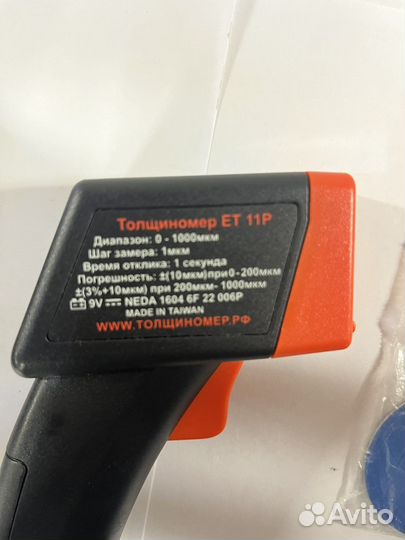 Толщиномер ET 11P
Диапазон: 0 - 1000мкм
Шаг замера: 1мкм
Время отклика: 1 секунда
Погрешность: ±(10мкм)при0-200мкм
±(3%+10мкм) при 200мкм- 1000мкм
9V NEDA 1604 6F 22 006P
MADE IN TAIWAN
WWW.ТОЛЩИНОМЕР.РФ
Avito